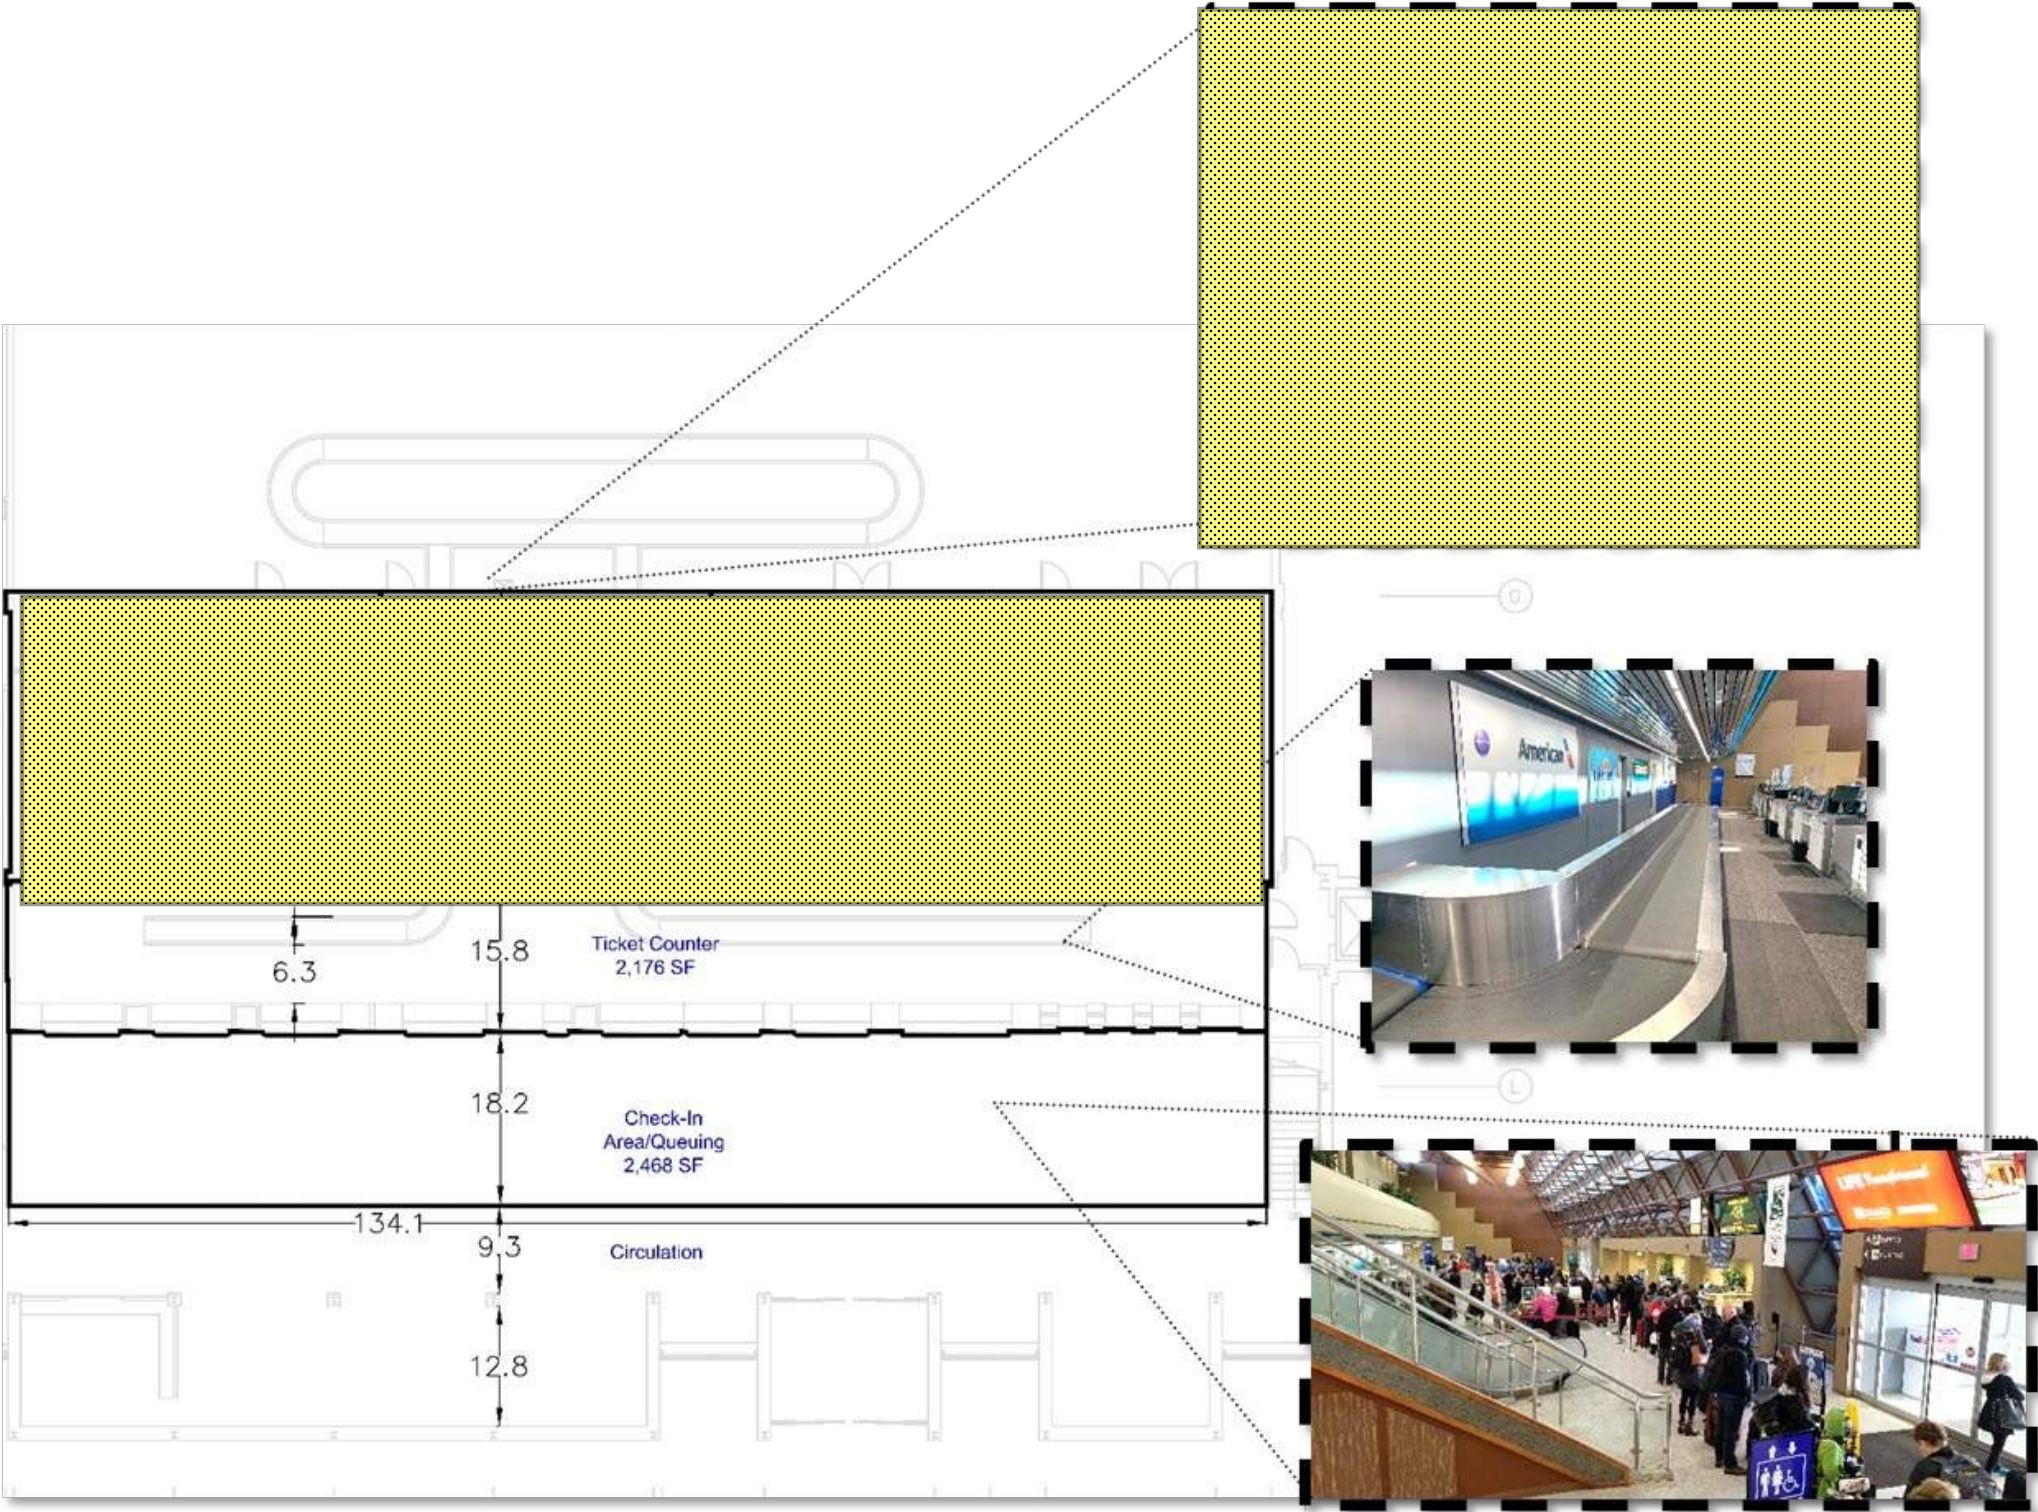 G
American
15.8
Ticket Counter
2,176 SF
6.3
18.2
Check-In
Area/Queuing
2,468 SF
L
134.1
9.3
Circulation
12.8